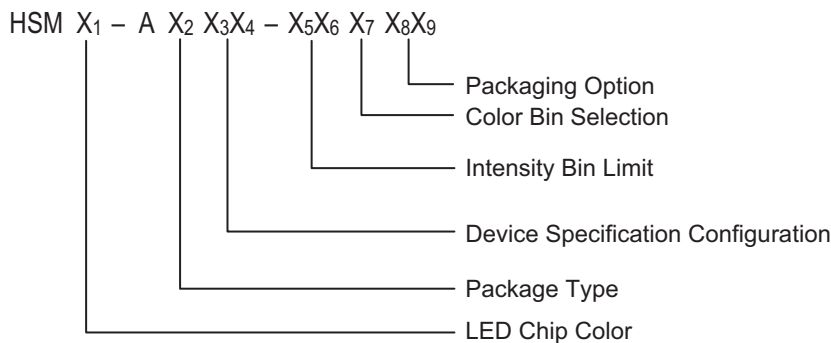 HSM X1 – A X2 X3X4 – X5X6 X7 X8X9
Packaging Option
Color Bin Selection
Intensity Bin Limit
Device Specification Configuration
Package Type
LED Chip Color